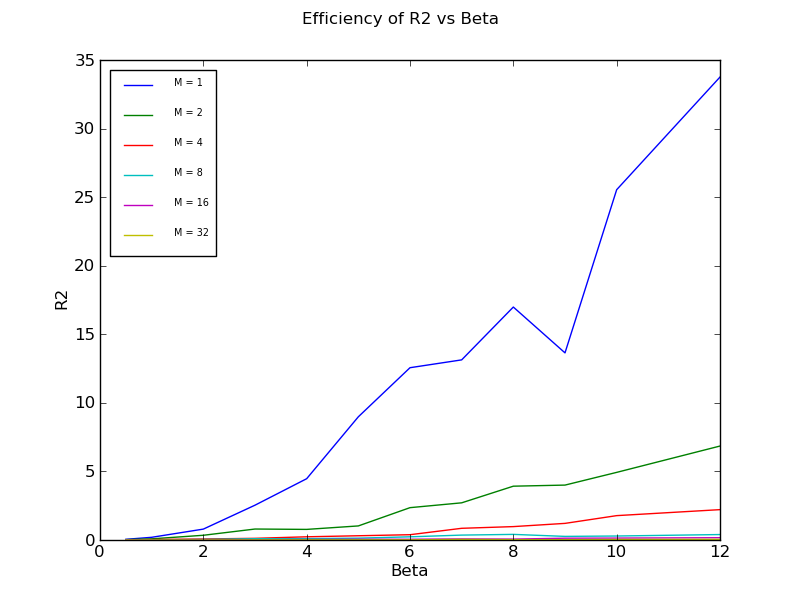 Efficiency of R2 vs Beta
35
30
25
20
15
10
5
0
R2
M = 1
M = 2
M = 4
M = 8
M = 16
M = 32
0 2 4 6 8 10 12
Beta